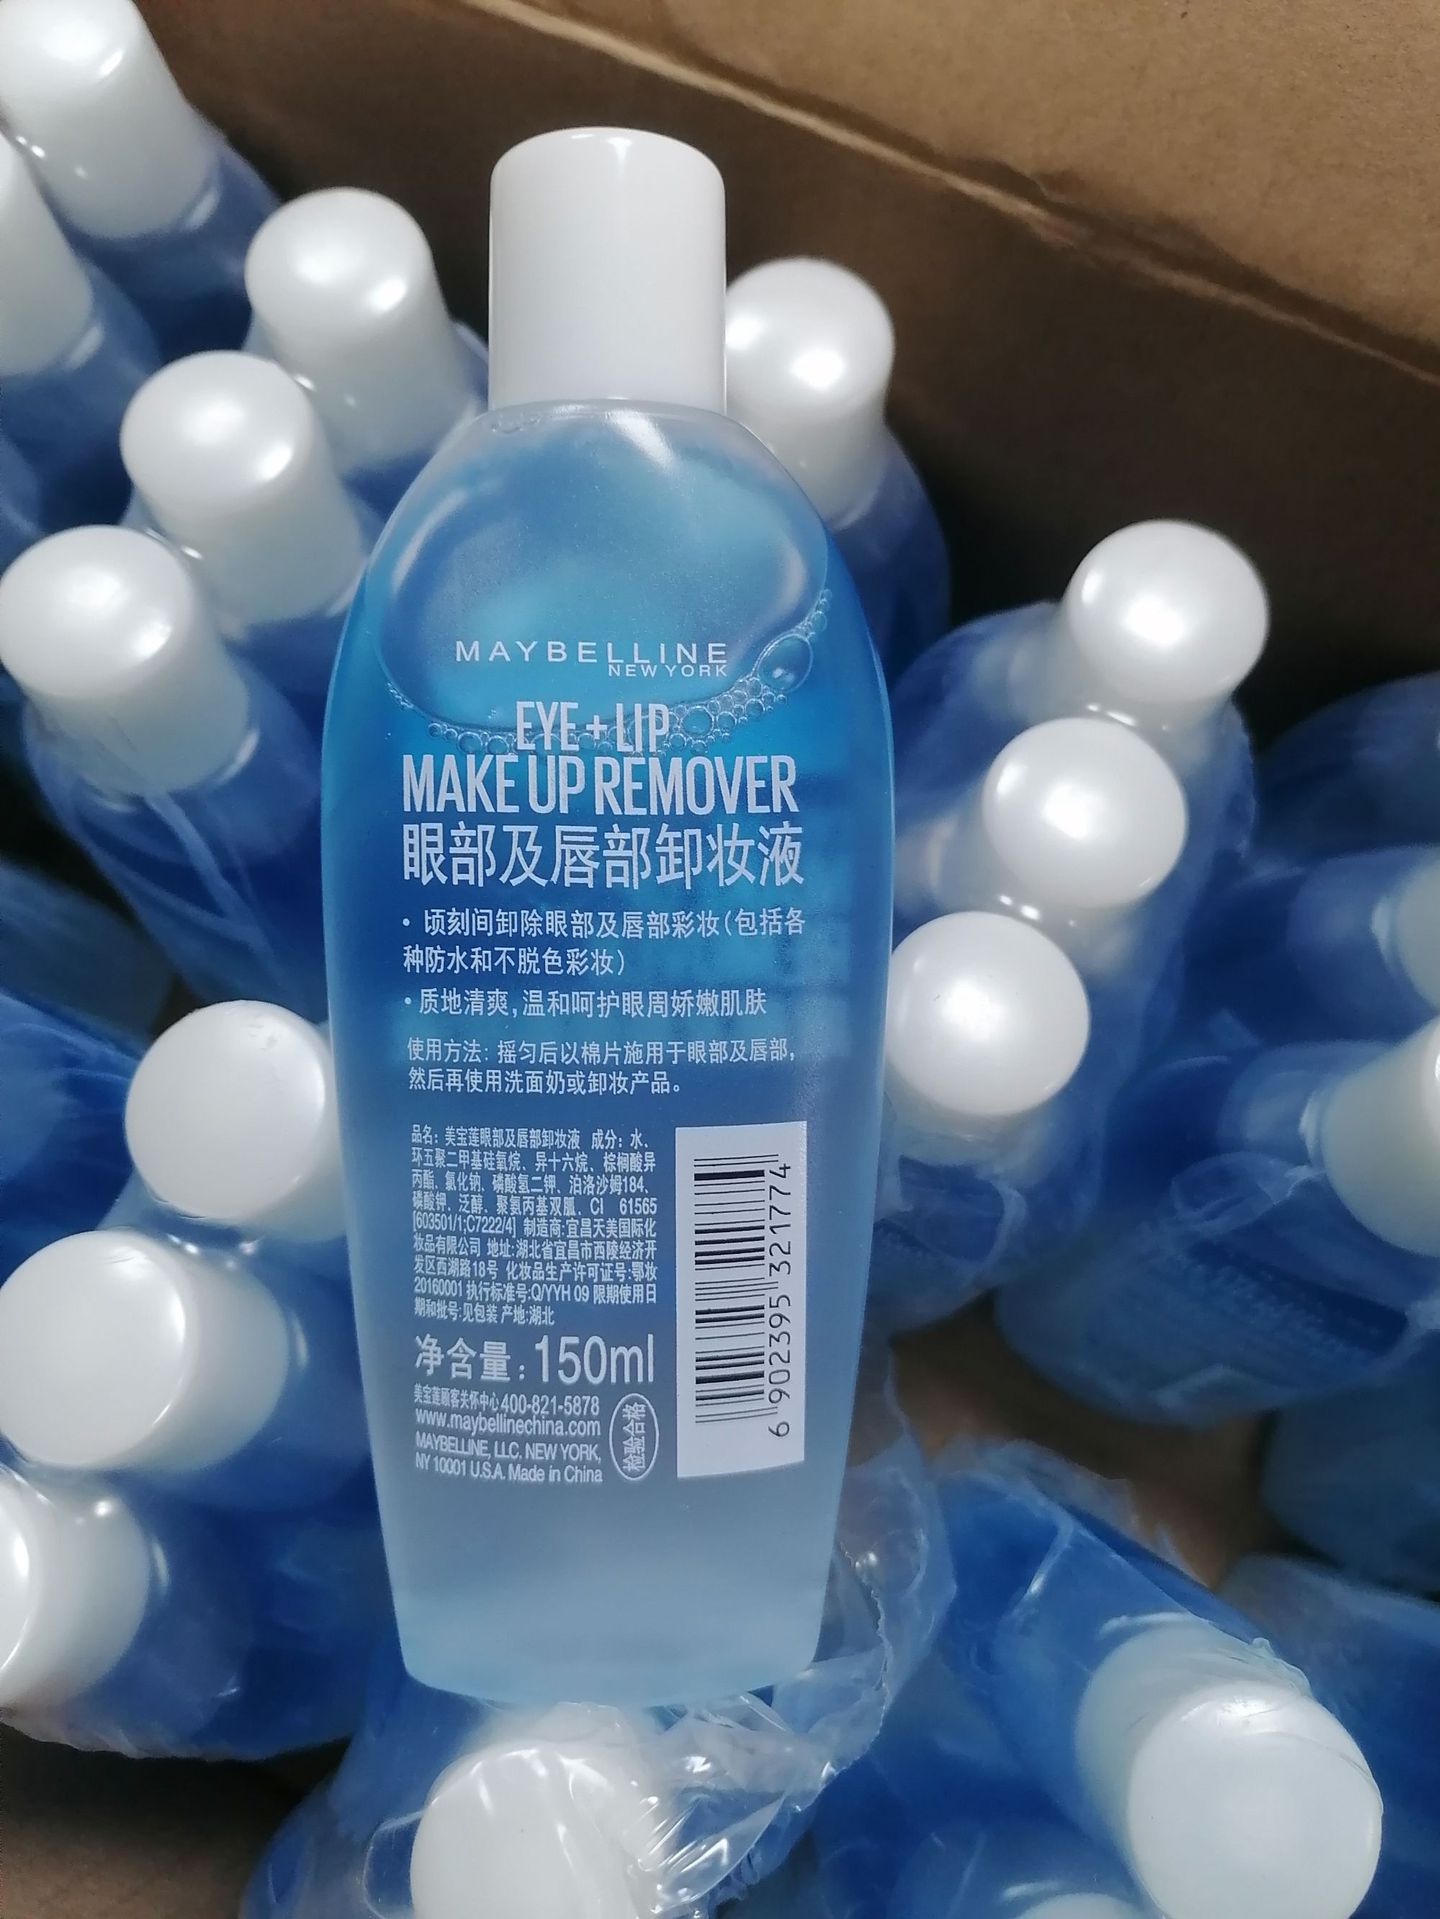 MAYBELLINE
NEW YORK
EYE + LIP
MAKE UP REMOVER
眼部及唇部卸妆液
· 顷刻间卸除眼部及唇部彩妆(包括各
种防水和不脱色彩妆)
· 质地清爽,温和呵护眼周娇嫩肌肤
使用方法: 摇匀后以棉片施用于眼部及唇部,
然后再使用洗面奶或卸妆产品。
品名: 美宝莲眼部及唇部卸妆液 成分: 水、
环五聚二甲基硅氧烷、异十六烷、棕榈酸异
丙酯、氯化钠、磷酸氢二钾、泊洛沙姆184、
磷酸钾、泛醇、聚氨丙基双胍、CI 61565
[603501/1;C7222/4] 制造商:宜昌天美国际化
妆品有限公司 地址:湖北省宜昌市西陵经济开
发区西湖路18号 化妆品生产许可证号:鄂妆
20160001 执行标准号:Q/YYH 09 限期使用日
期和批号:见包装 产地:湖北
净含量: 150ml
美宝莲顾客关怀中心 400-821-5878
www.maybellinechina.com
MAYBELLINE, LLC. NEW YORK,
NY 10001 U.S.A. Made in China
检验合格
6 902395 321774